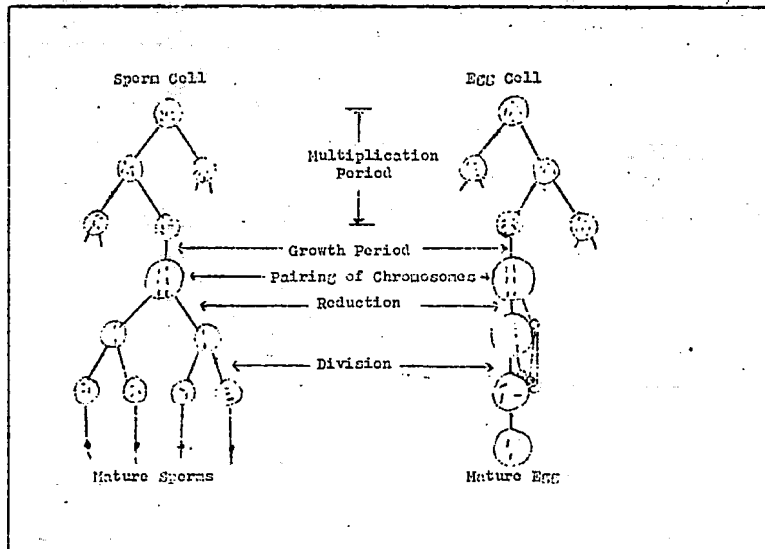 Sperm Cell
Egg Cell
Multiplication
Period
Growth Period
Pairing of Chromosomes
Reduction
Division
Mature Sperms
Mature Egg